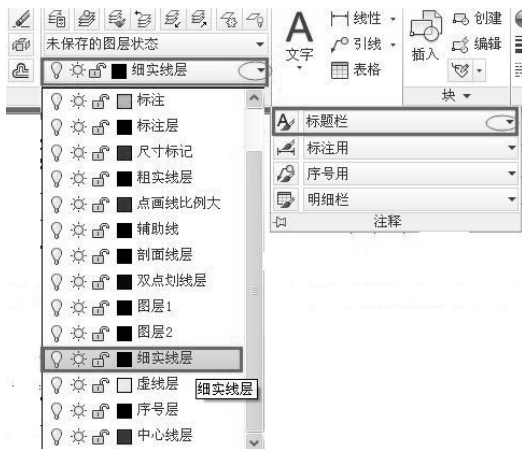 未保存的图层状态
细实线层
标注
标注层
尺寸标记
粗实线层
点画线比例大
辅助线
剖面线层
双点划线层
图层1
图层2
细实线层
虚线层
细实线层
序号层
中心线层
A
文字
线性
引线
表格
插入
创建
编辑
块
标题栏
标注用
序号用
明细栏
注释